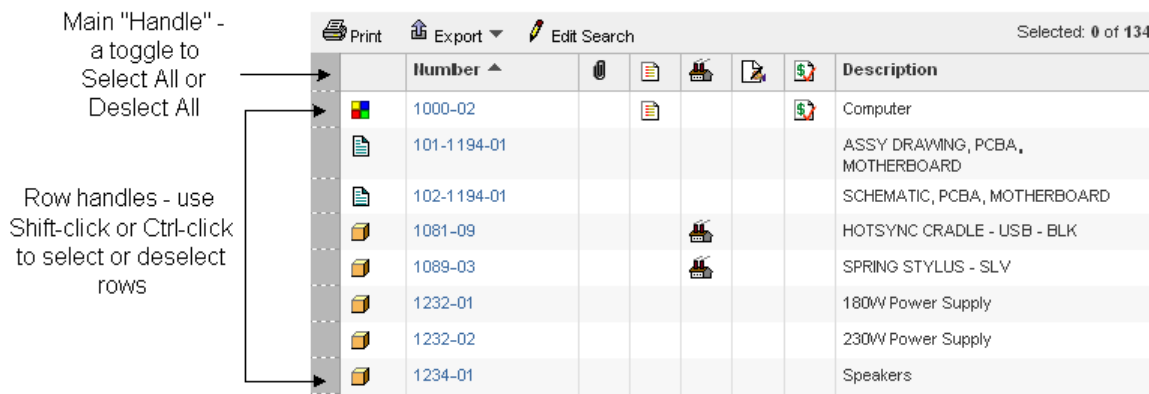 Main "Handle" -
a toggle to
Select All or
Deslect All
Row handles - use
Shift-click or Ctrl-click
to select or deselect
rows
Print Export Edit Search Selected: 0 of 134
Number Description
1000-02 Computer
101-1194-01 ASSY DRAWING, PCBA,
MOTHERBOARD
102-1194-01 SCHEMATIC, PCBA, MOTHERBOARD
1081-09 HOTSYNC CRADLE - USB - BLK
1089-03 SPRING STYLUS - SLV
1232-01 180W Power Supply
1232-02 230W Power Supply
1234-01 Speakers